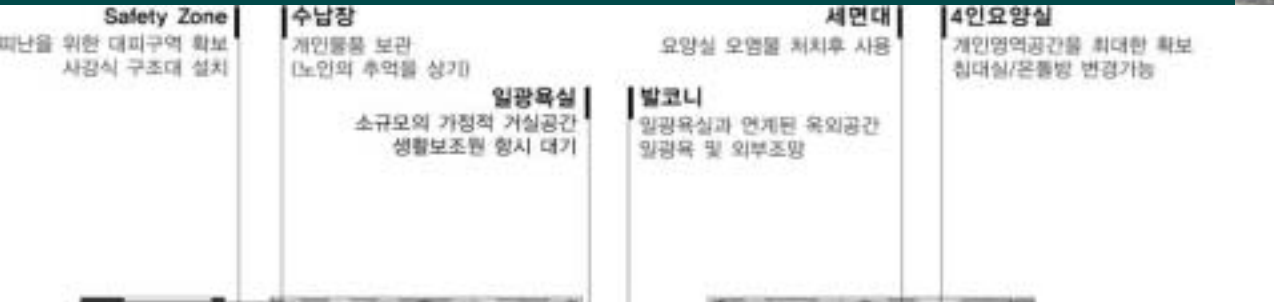 Safety Zone
피난을 위한 대피구역 확보
사강식 구조대 설치
수납장
개인물품 보관
(노인의 추억물 상기)
일광욕실
소규모의 가정적 거실공간
생활보조원 항시 대기
발코니
일광욕실과 연계된 옥외공간
일광욕 및 외부조망
세면대
요양실 오염물 처치후 사용
4인요양실
개인영역공간을 최대한 확보
침대실/온돌방 변경가능